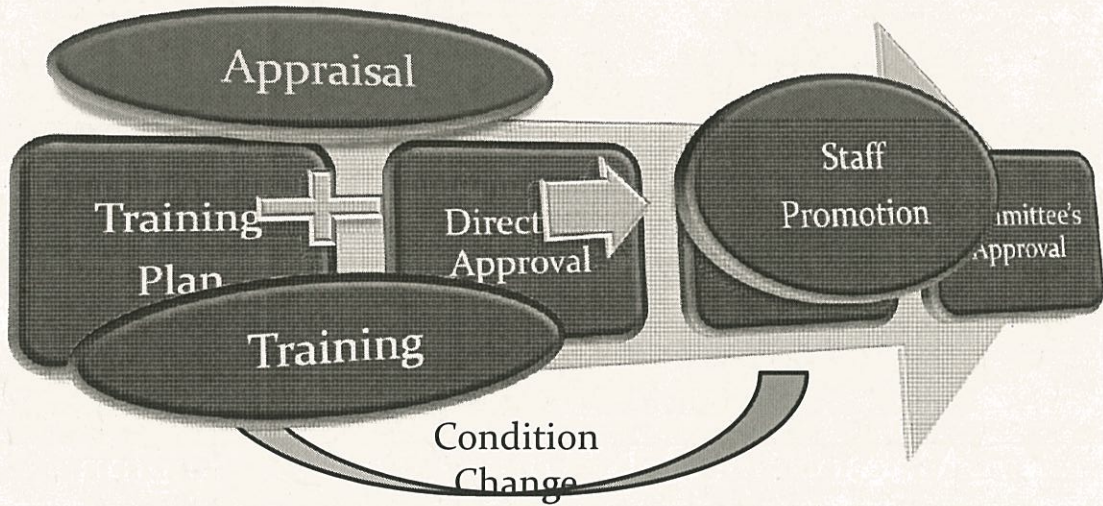 Appraisal
Training
Plan
Approval
Training
Staff
Promotion
Approval
Condition
Change